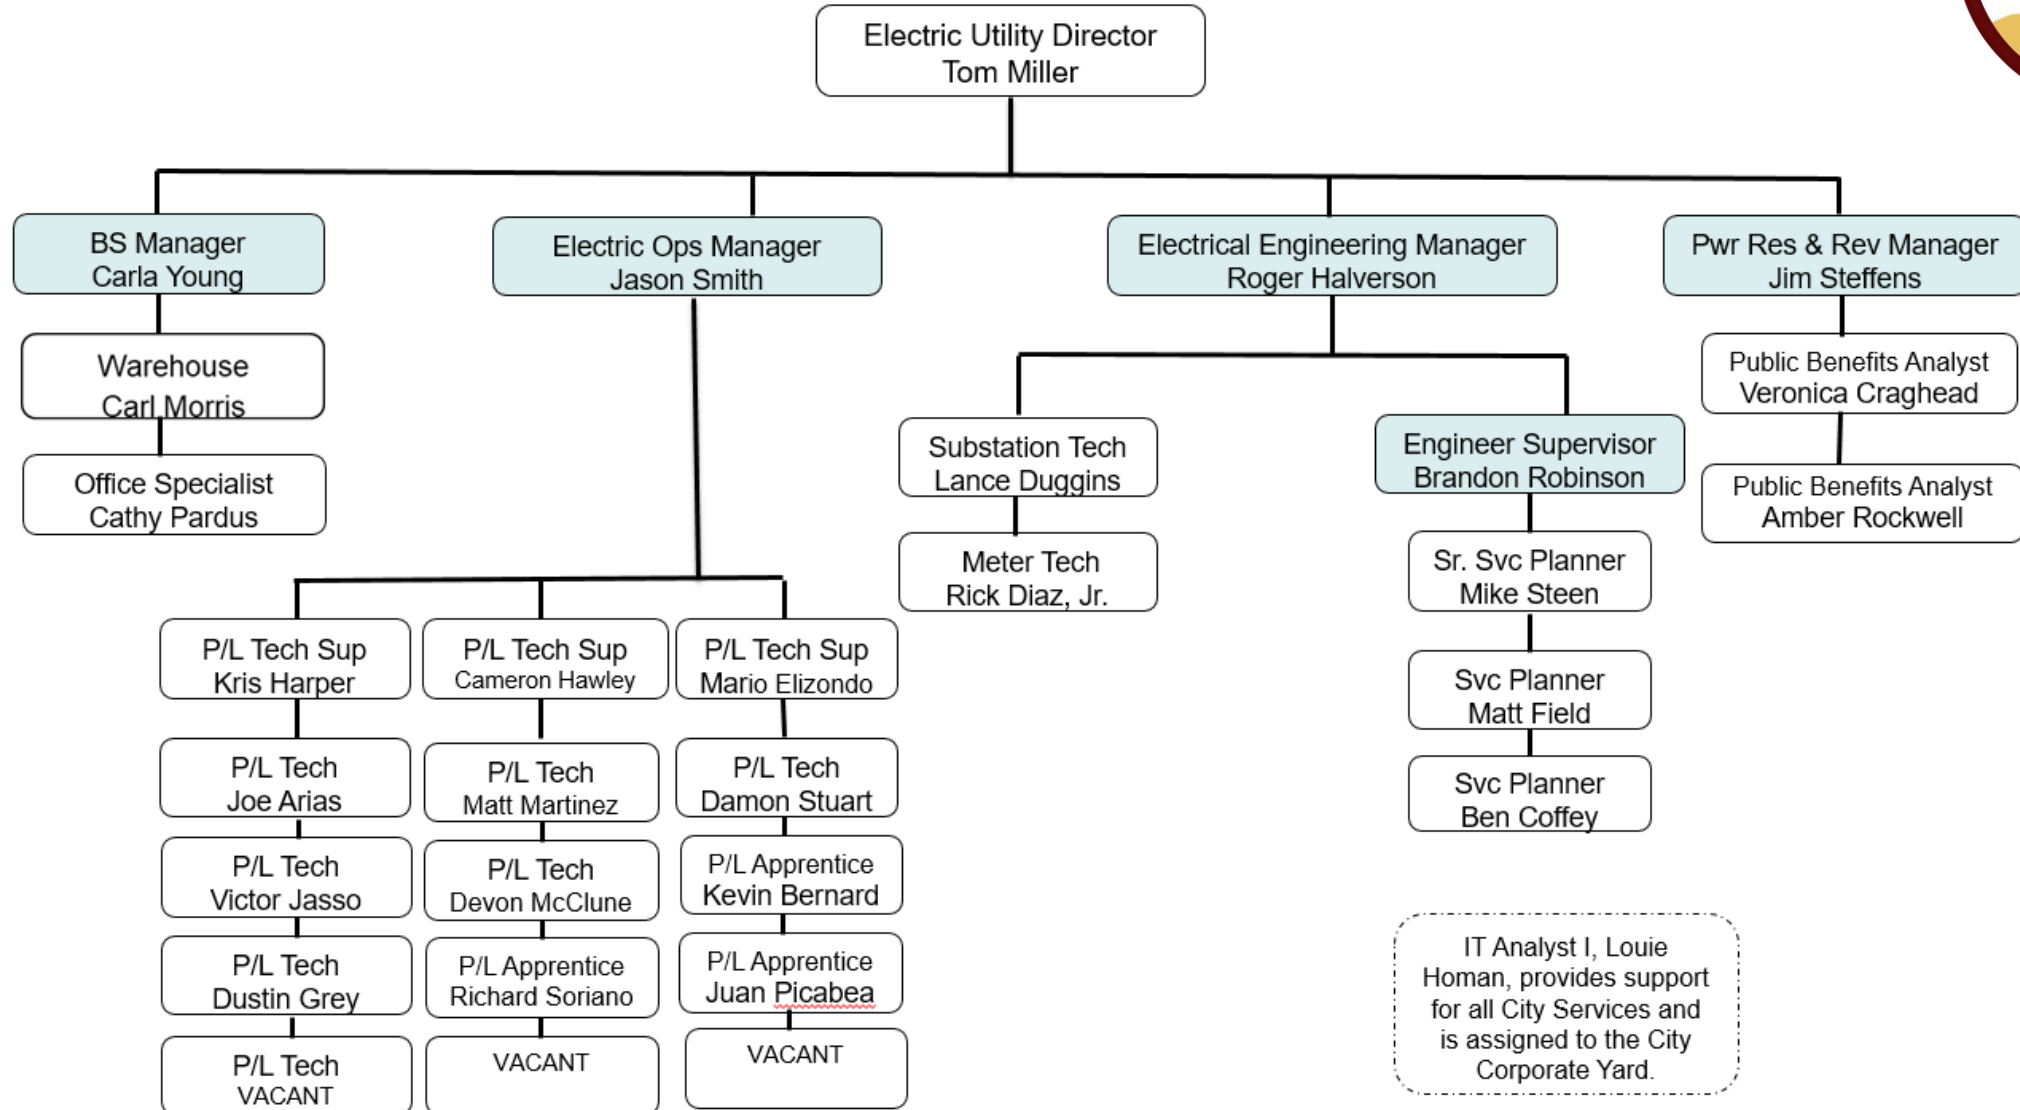 Electric Utility Director
Tom Miller
BS Manager
Carla Young
Electric Ops Manager
Jason Smith
Electrical Engineering Manager
Roger Halverson
Pwr Res & Rev Manager
Jim Steffens
Warehouse
Carl Morris
Office Specialist
Cathy Pardus
P/L Tech Sup
Kris Harper
P/L Tech
Joe Arias
P/L Tech
Victor Jasso
P/L Tech
Dustin Grey
P/L Tech
VACANT
P/L Tech Sup
Cameron Hawley
P/L Tech
Matt Martinez
P/L Tech
Devon McClune
P/L Apprentice
Richard Soriano
VACANT
P/L Tech Sup
Mario Elizondo
P/L Tech
Damon Stuart
P/L Apprentice
Kevin Bernard
P/L Apprentice
Juan Picabea
VACANT
Substation Tech
Lance Duggins
Meter Tech
Rick Diaz, Jr.
Engineer Supervisor
Brandon Robinson
Sr. Svc Planner
Mike Steen
Svc Planner
Matt Field
Svc Planner
Ben Coffey
Public Benefits Analyst
Veronica Craghead
Public Benefits Analyst
Amber Rockwell
IT Analyst I, Louie
Homan, provides support
for all City Services and
is assigned to the City
Corporate Yard.